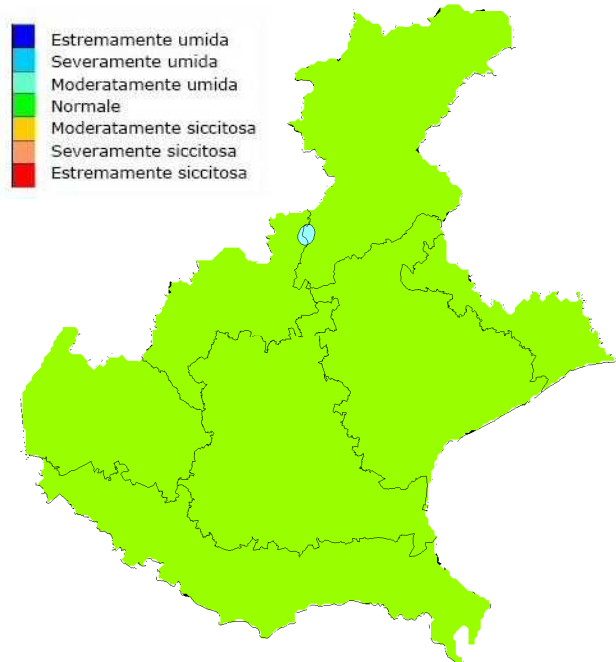 Estremamente umida
Severamente umida
Moderatamente umida
Normale
Moderatamente siccitosa
Severamente siccitosa
Estremamente siccitosa